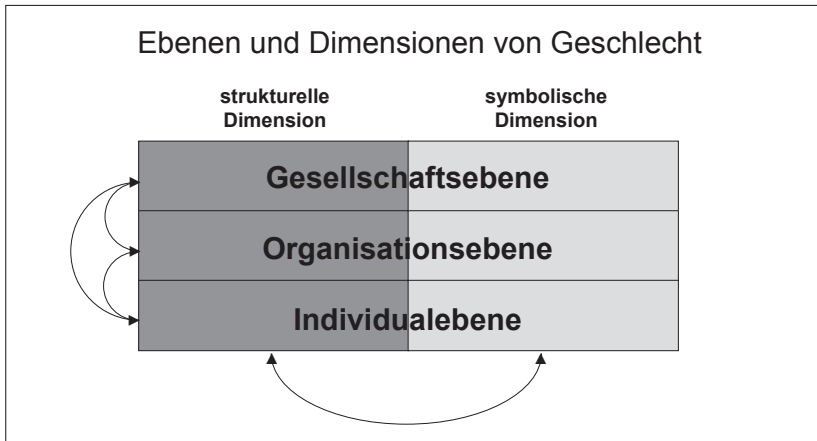 Ebenen und Dimensionen von Geschlecht
strukturelle
Dimension
symbolische
Dimension
Gesellschaftsebene
Organisationsebene
Individualebene